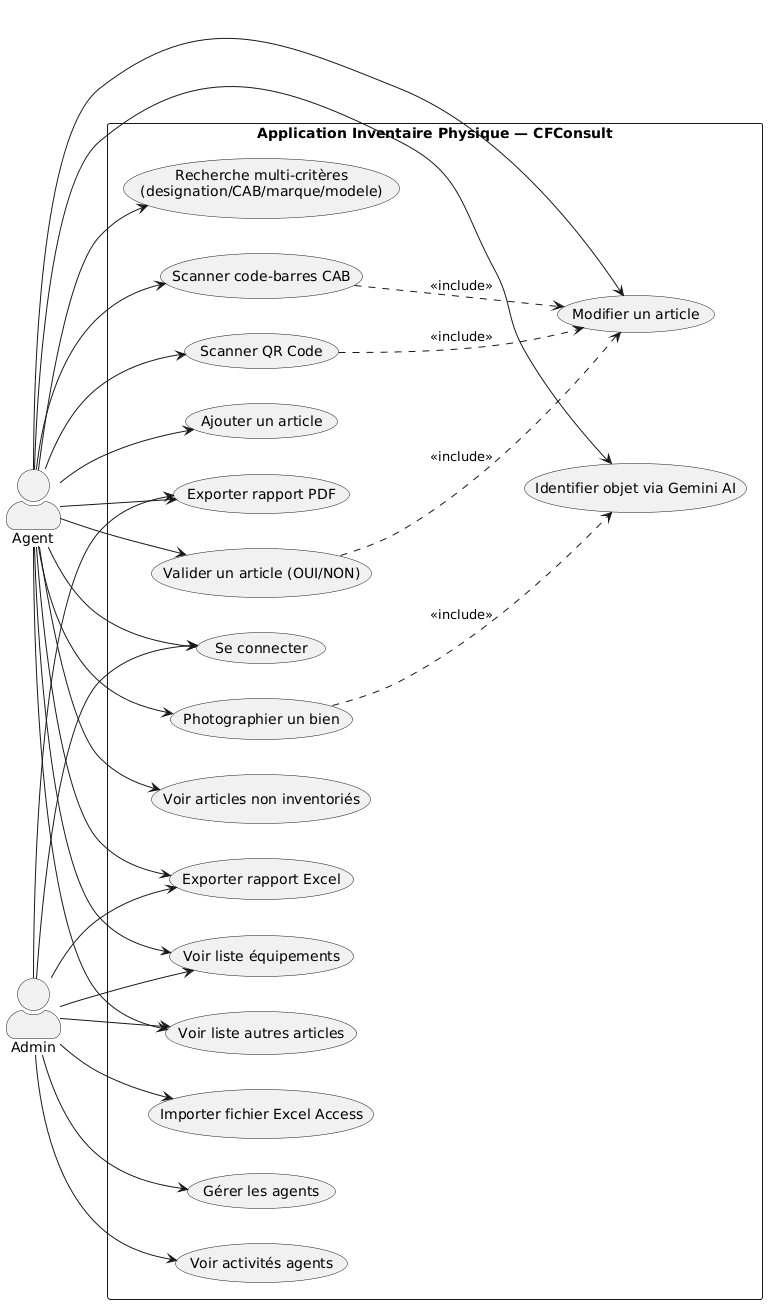 Application Inventaire Physique — CFConsult
Recherche multi-critères
(designation/CAB/marque/modele)
Scanner code-barres CAB
«include»
Modifier un article
Scanner QR Code
«include»
Ajouter un article
«include»
Exporter rapport PDF
Identifier objet via Gemini AI
Agent
Valider un article (OUI/NON)
«include»
Se connecter
Photographier un bien
Voir articles non inventoriés
Exporter rapport Excel
Voir liste équipements
Voir liste autres articles
Admin
Importer fichier Excel Access
Gérer les agents
Voir activités agents